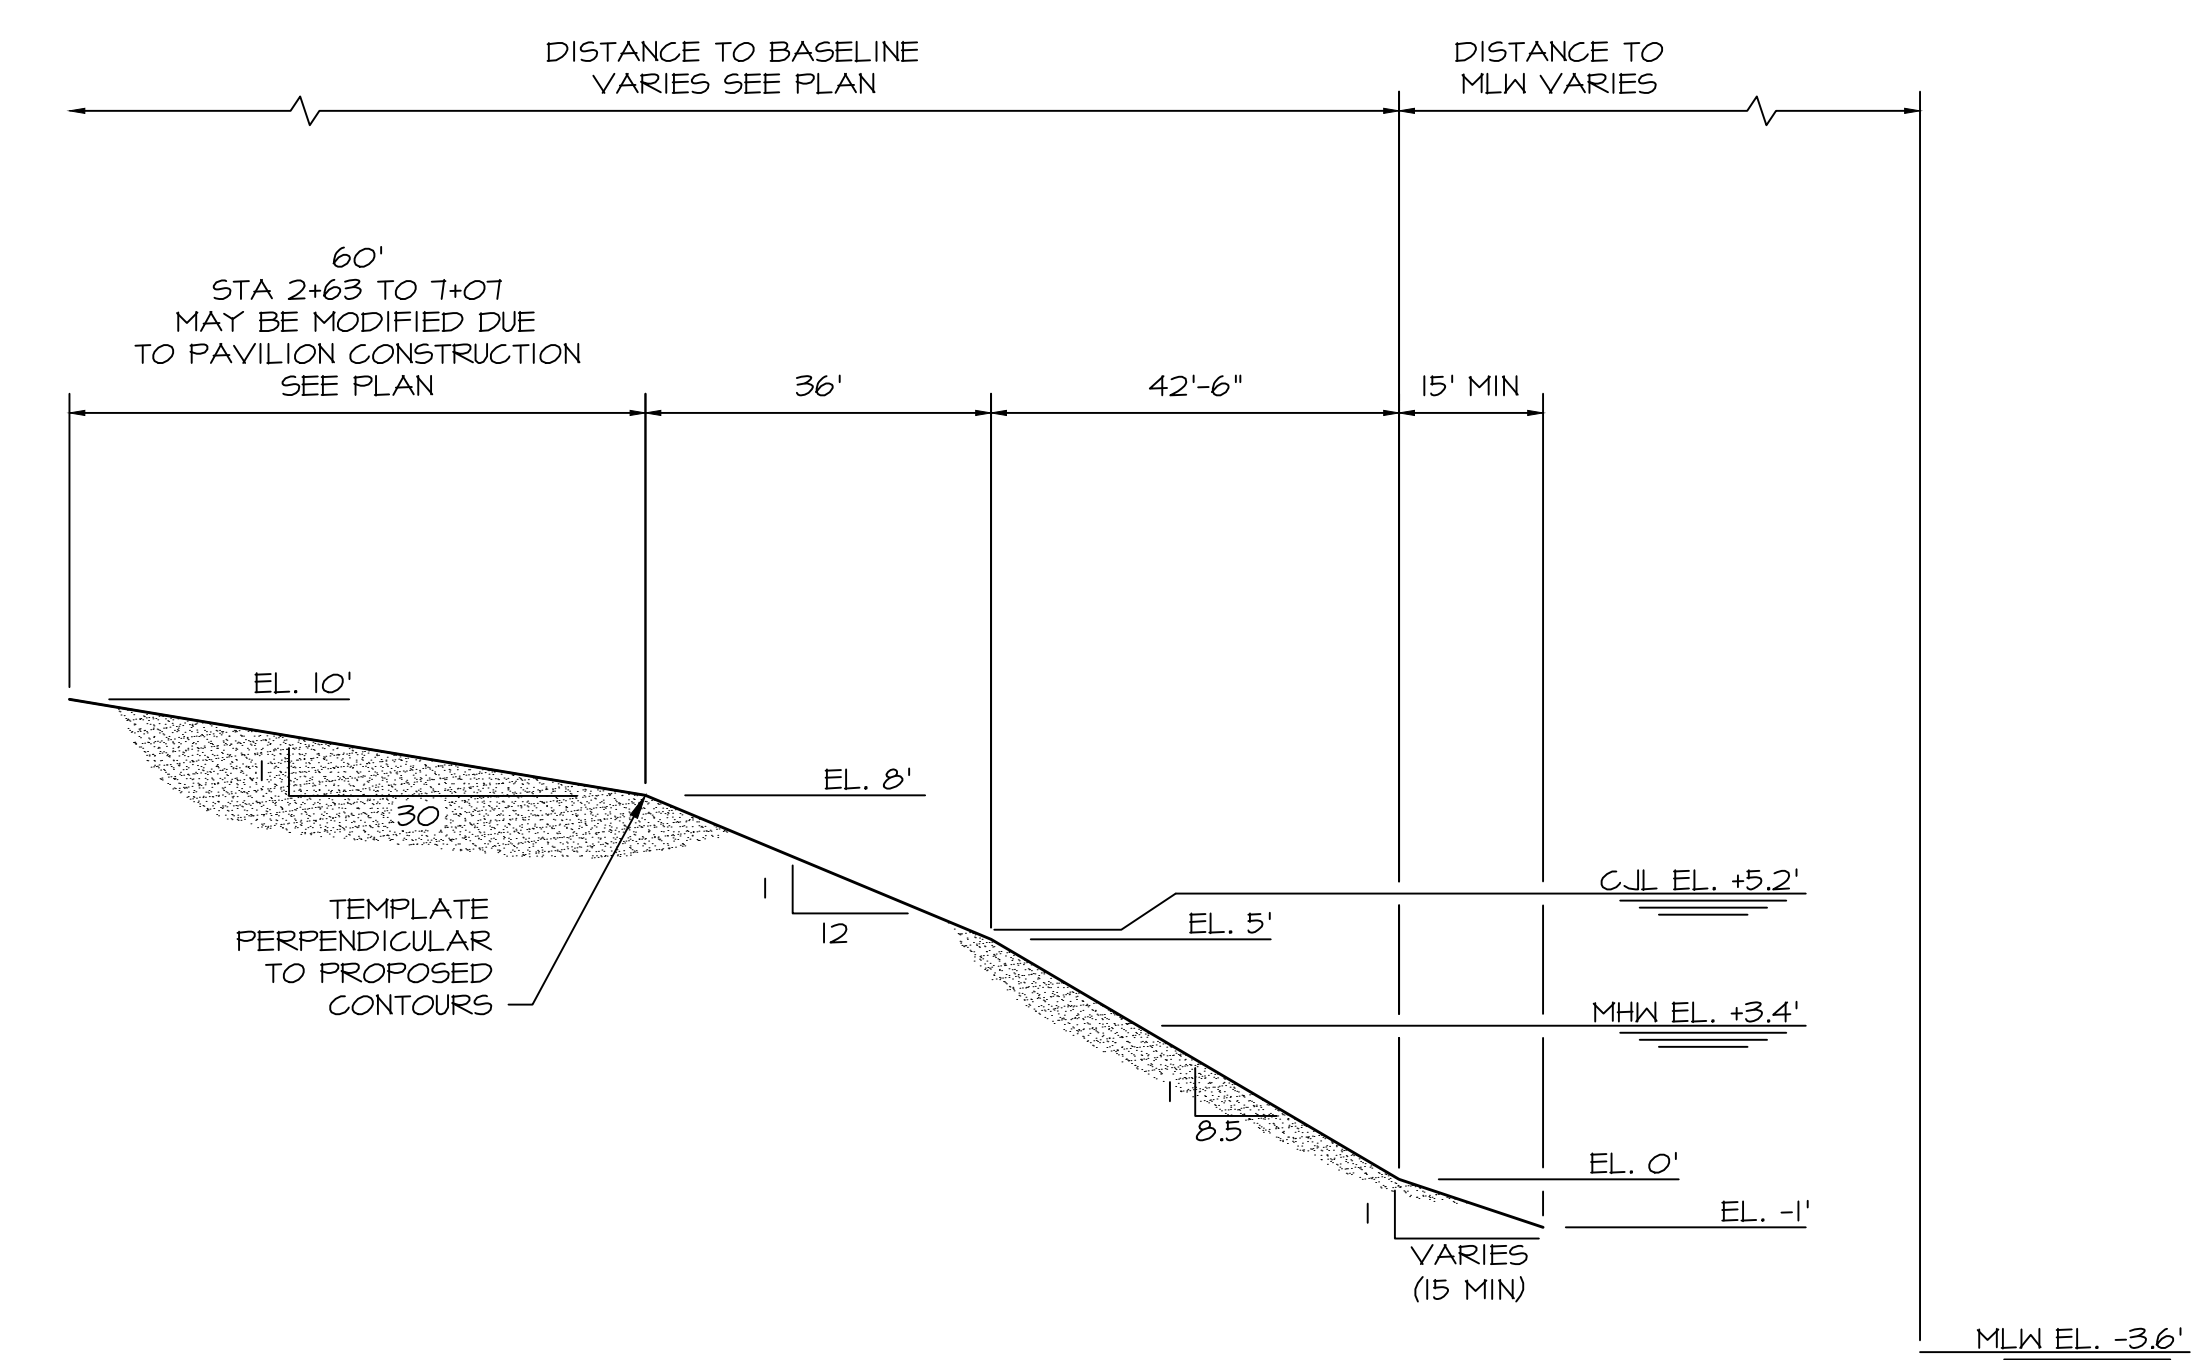 DISTANCE TO BASELINE
VARIES SEE PLAN
DISTANCE TO
MLW VARIES
60'
STA 2+63 TO 7+07
MAY BE MODIFIED DUE
TO PAVILION CONSTRUCTION
SEE PLAN
36'
42'-6"
15' MIN
EL. 10'
1
30
EL. 8'
TEMPLATE
PERPENDICULAR
TO PROPOSED
CONTOURS
1
12
CJL EL. +5.2'
EL. 5'
MHW EL. +3.4'
1
8.5
EL. 0'
EL. -1'
1
VARIES
(15 MIN)
MLW EL. -3.6'